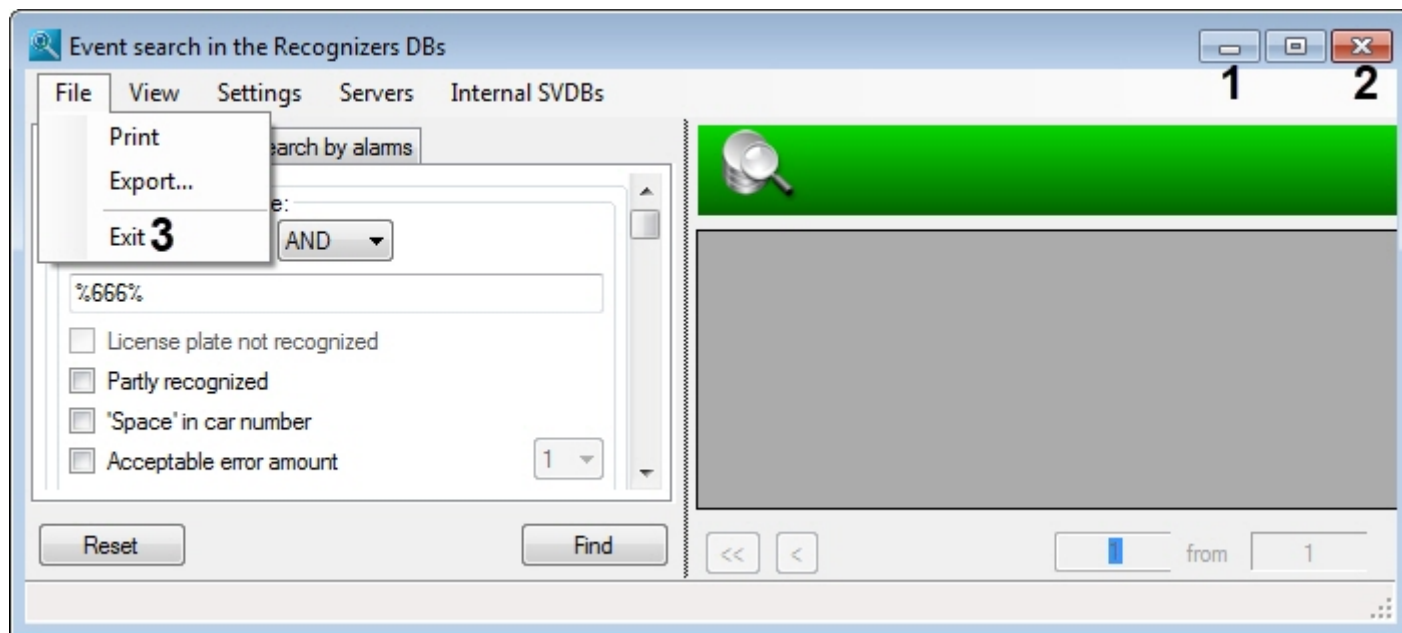 Event search in the Recognizers DBs
1 2
File View Settings Servers Internal SVDBs
Print
Export...
Exit 3
earch by alarms
e:
AND
%666%
License plate not recognized
Partly recognized
'Space' in car number
Acceptable error amount 1
Reset Find
<< < 1 from 1